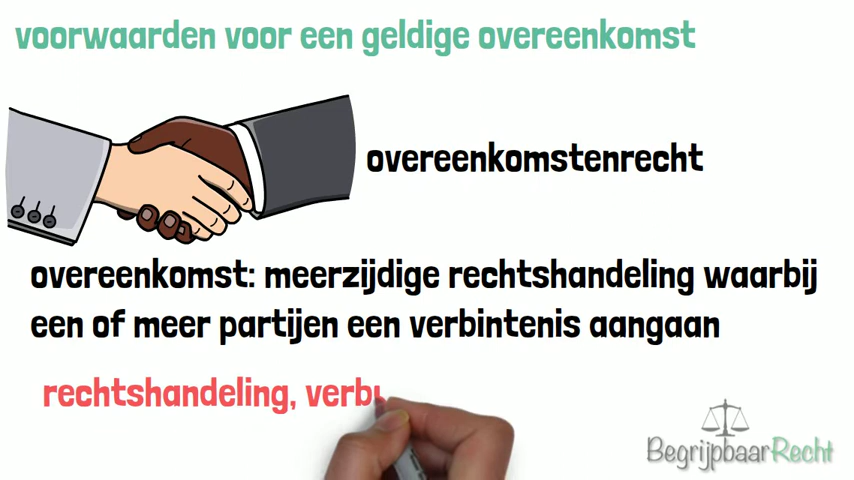 voorwaarden voor een geldige overeenkomst
overeenkomstenrecht
overeenkomst: meerzijdige rechtshandeling waarbij
een of meer partijen een verbintenis aangaan
rechtshandeling,
BegrijpbaarRecht